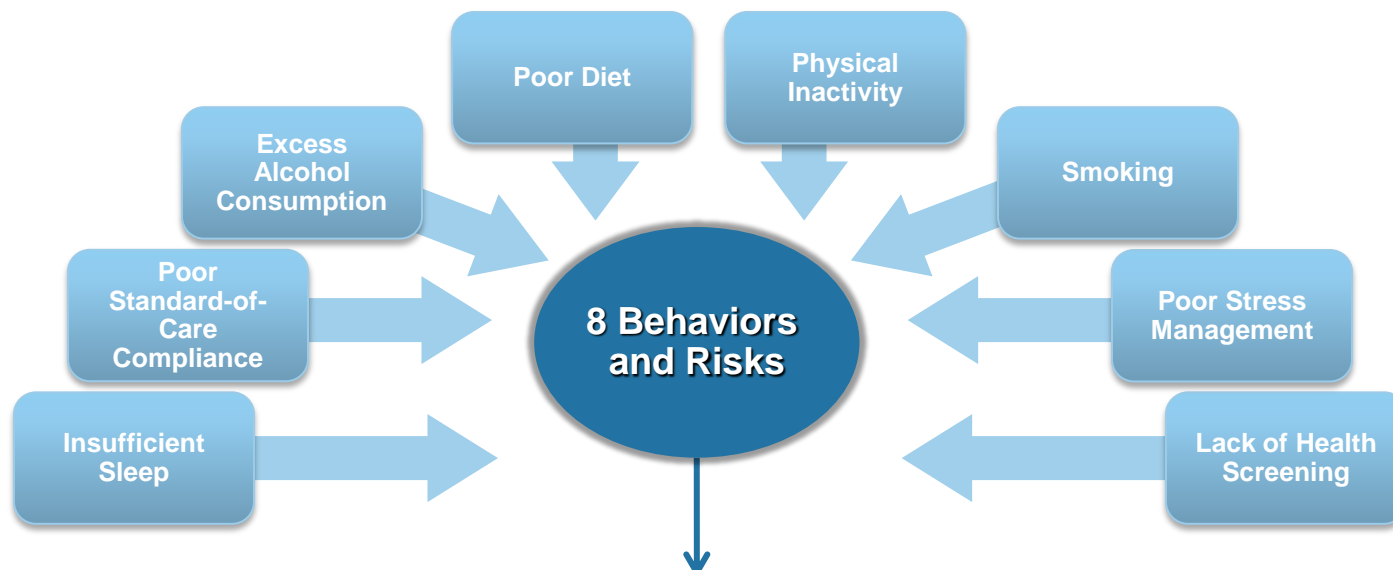 Poor Diet
Physical
Inactivity
Excess
Alcohol
Consumption
Smoking
Poor
Standard-of-
Care
Compliance
8 Behaviors
and Risks
Poor Stress
Management
Insufficient
Sleep
Lack of Health
Screening